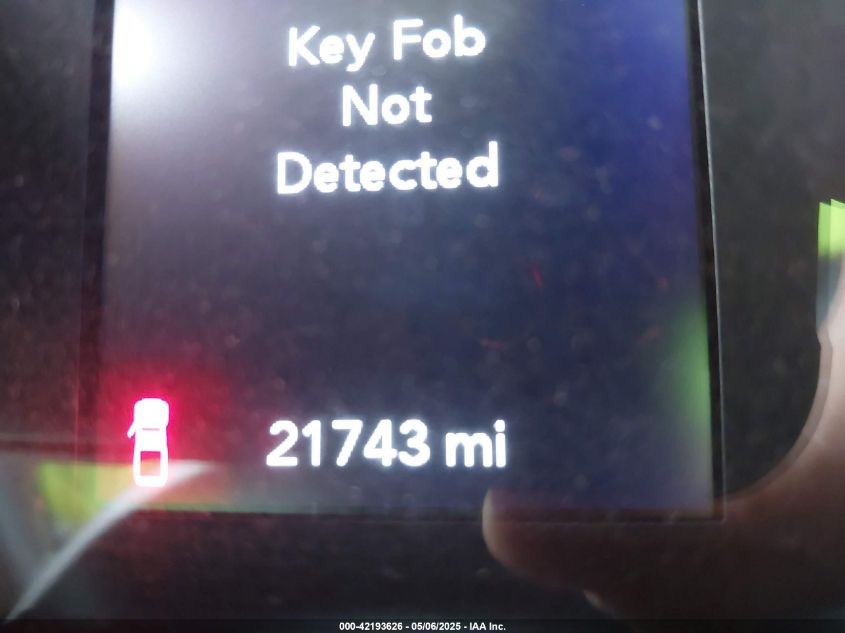 Key Fob
Not
Detected
21743 mi
000-42193626 - 05/06/2025 - IAA Inc.